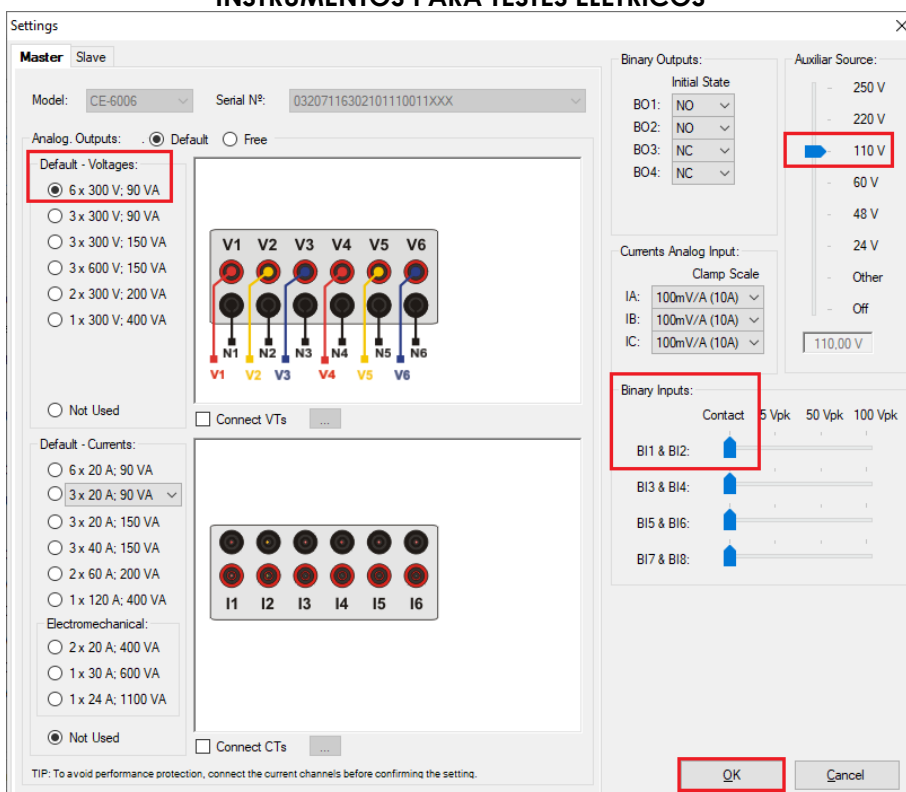 INSTRUMENTOS PARA TESTES ELÉTRICOS
Settings
Master Slave
Model: CE-6006 Serial Nº: 03207116302101110011XXX
Analog. Outputs: . Default Free
Default - Voltages:
6 x 300 V; 90 VA
3 x 300 V; 90 VA
3 x 300 V; 150 VA
3 x 600 V; 150 VA
2 x 300 V; 200 VA
1 x 300 V; 400 VA
Not Used
V1 V2 V3 V4 V5 V6
N1 N2 N3 N4 N5 N6
V1 V2 V3 V4 V5 V6
Connect VTs ...
Default - Currents:
6 x 20 A; 90 VA
3 x 20 A; 90 VA
3 x 20 A; 150 VA
3 x 40 A; 150 VA
2 x 60 A; 200 VA
1 x 120 A; 400 VA
Electromechanical:
2 x 20 A; 400 VA
1 x 30 A; 600 VA
1 x 24 A; 1100 VA
Not Used
I1 I2 I3 I4 I5 I6
Connect CTs ...
TIP: To avoid performance protection, connect the current channels before confirming the setting.
Binary Outputs:
Initial State
BO1: NO
BO2: NO
BO3: NC
BO4: NC
Auxiliar Source:
250 V
220 V
110 V
60 V
48 V
24 V
Other
Off
110,00 V
Currents Analog Input:
Clamp Scale
IA: 100mV/A (10A)
IB: 100mV/A (10A)
IC: 100mV/A (10A)
Binary Inputs:
Contact 5 Vpk 50 Vpk 100 Vpk
BI1 & BI2:
BI3 & BI4:
BI5 & BI6:
BI7 & BI8:
OK Cancel